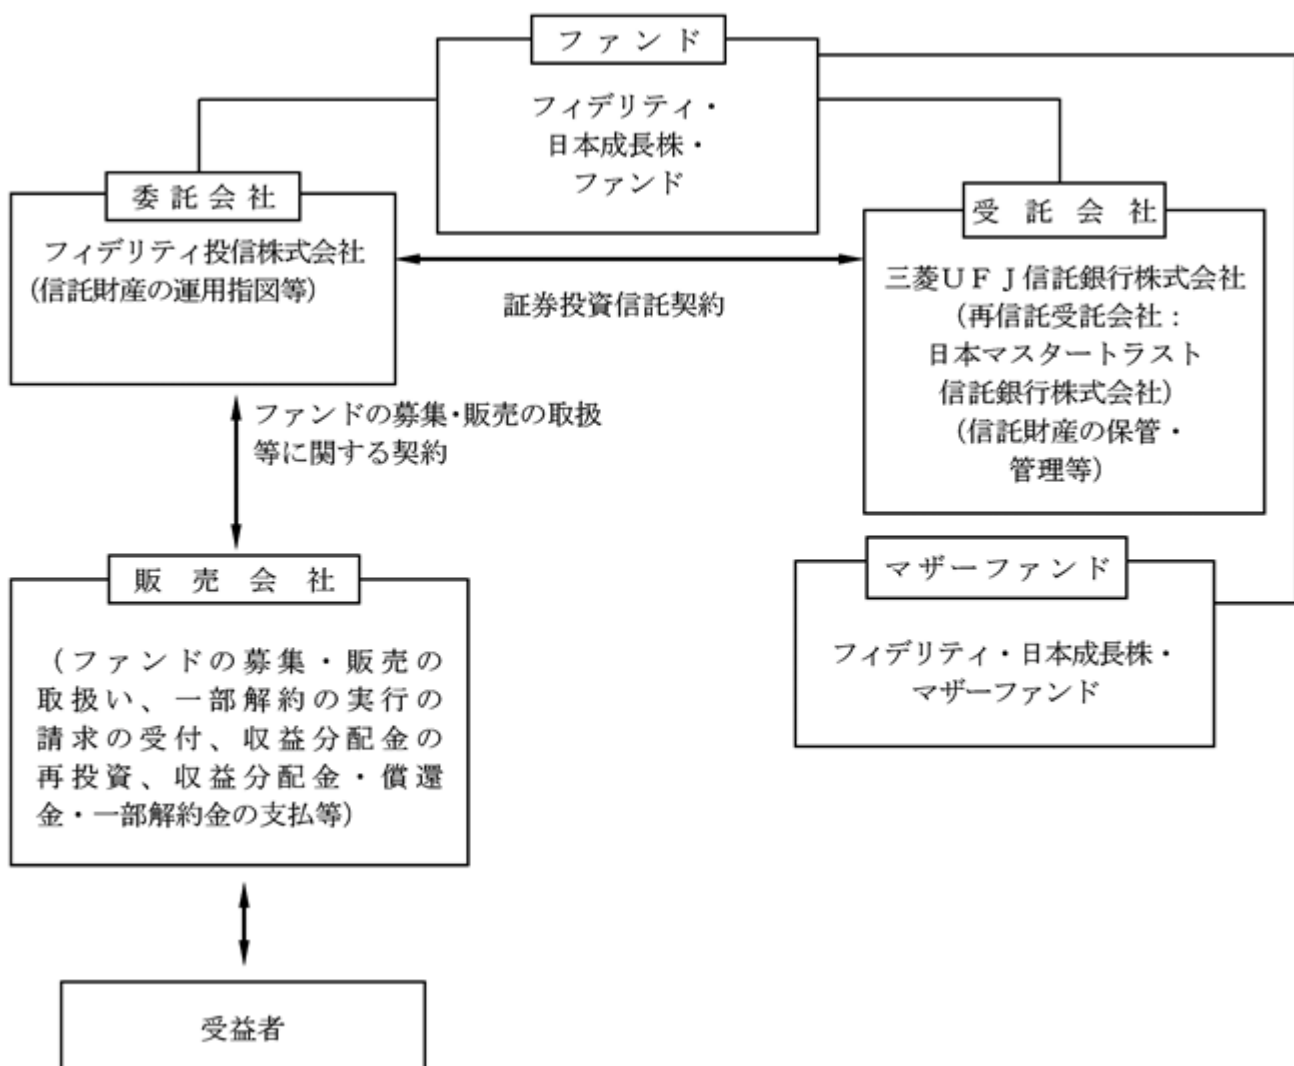 ファンド
フィデリティ・
日本成長株・
ファンド
委託会社
フィデリティ投信株式会社
(信託財産の運用指図等)
証券投資信託契約
受託会社
三菱ＵＦＪ信託銀行株式会社
(再信託受託会社：
日本マスタートラスト
信託銀行株式会社)
(信託財産の保管・
管理等)
ファンドの募集・販売の取扱
等に関する契約
販売会社
(ファンドの募集・販売の
取扱い、一部解約の実行の
請求の受付、収益分配金の
再投資、収益分配金・償還
金・一部解約金の支払等)
マザーファンド
フィデリティ・日本成長株・
マザーファンド
受益者